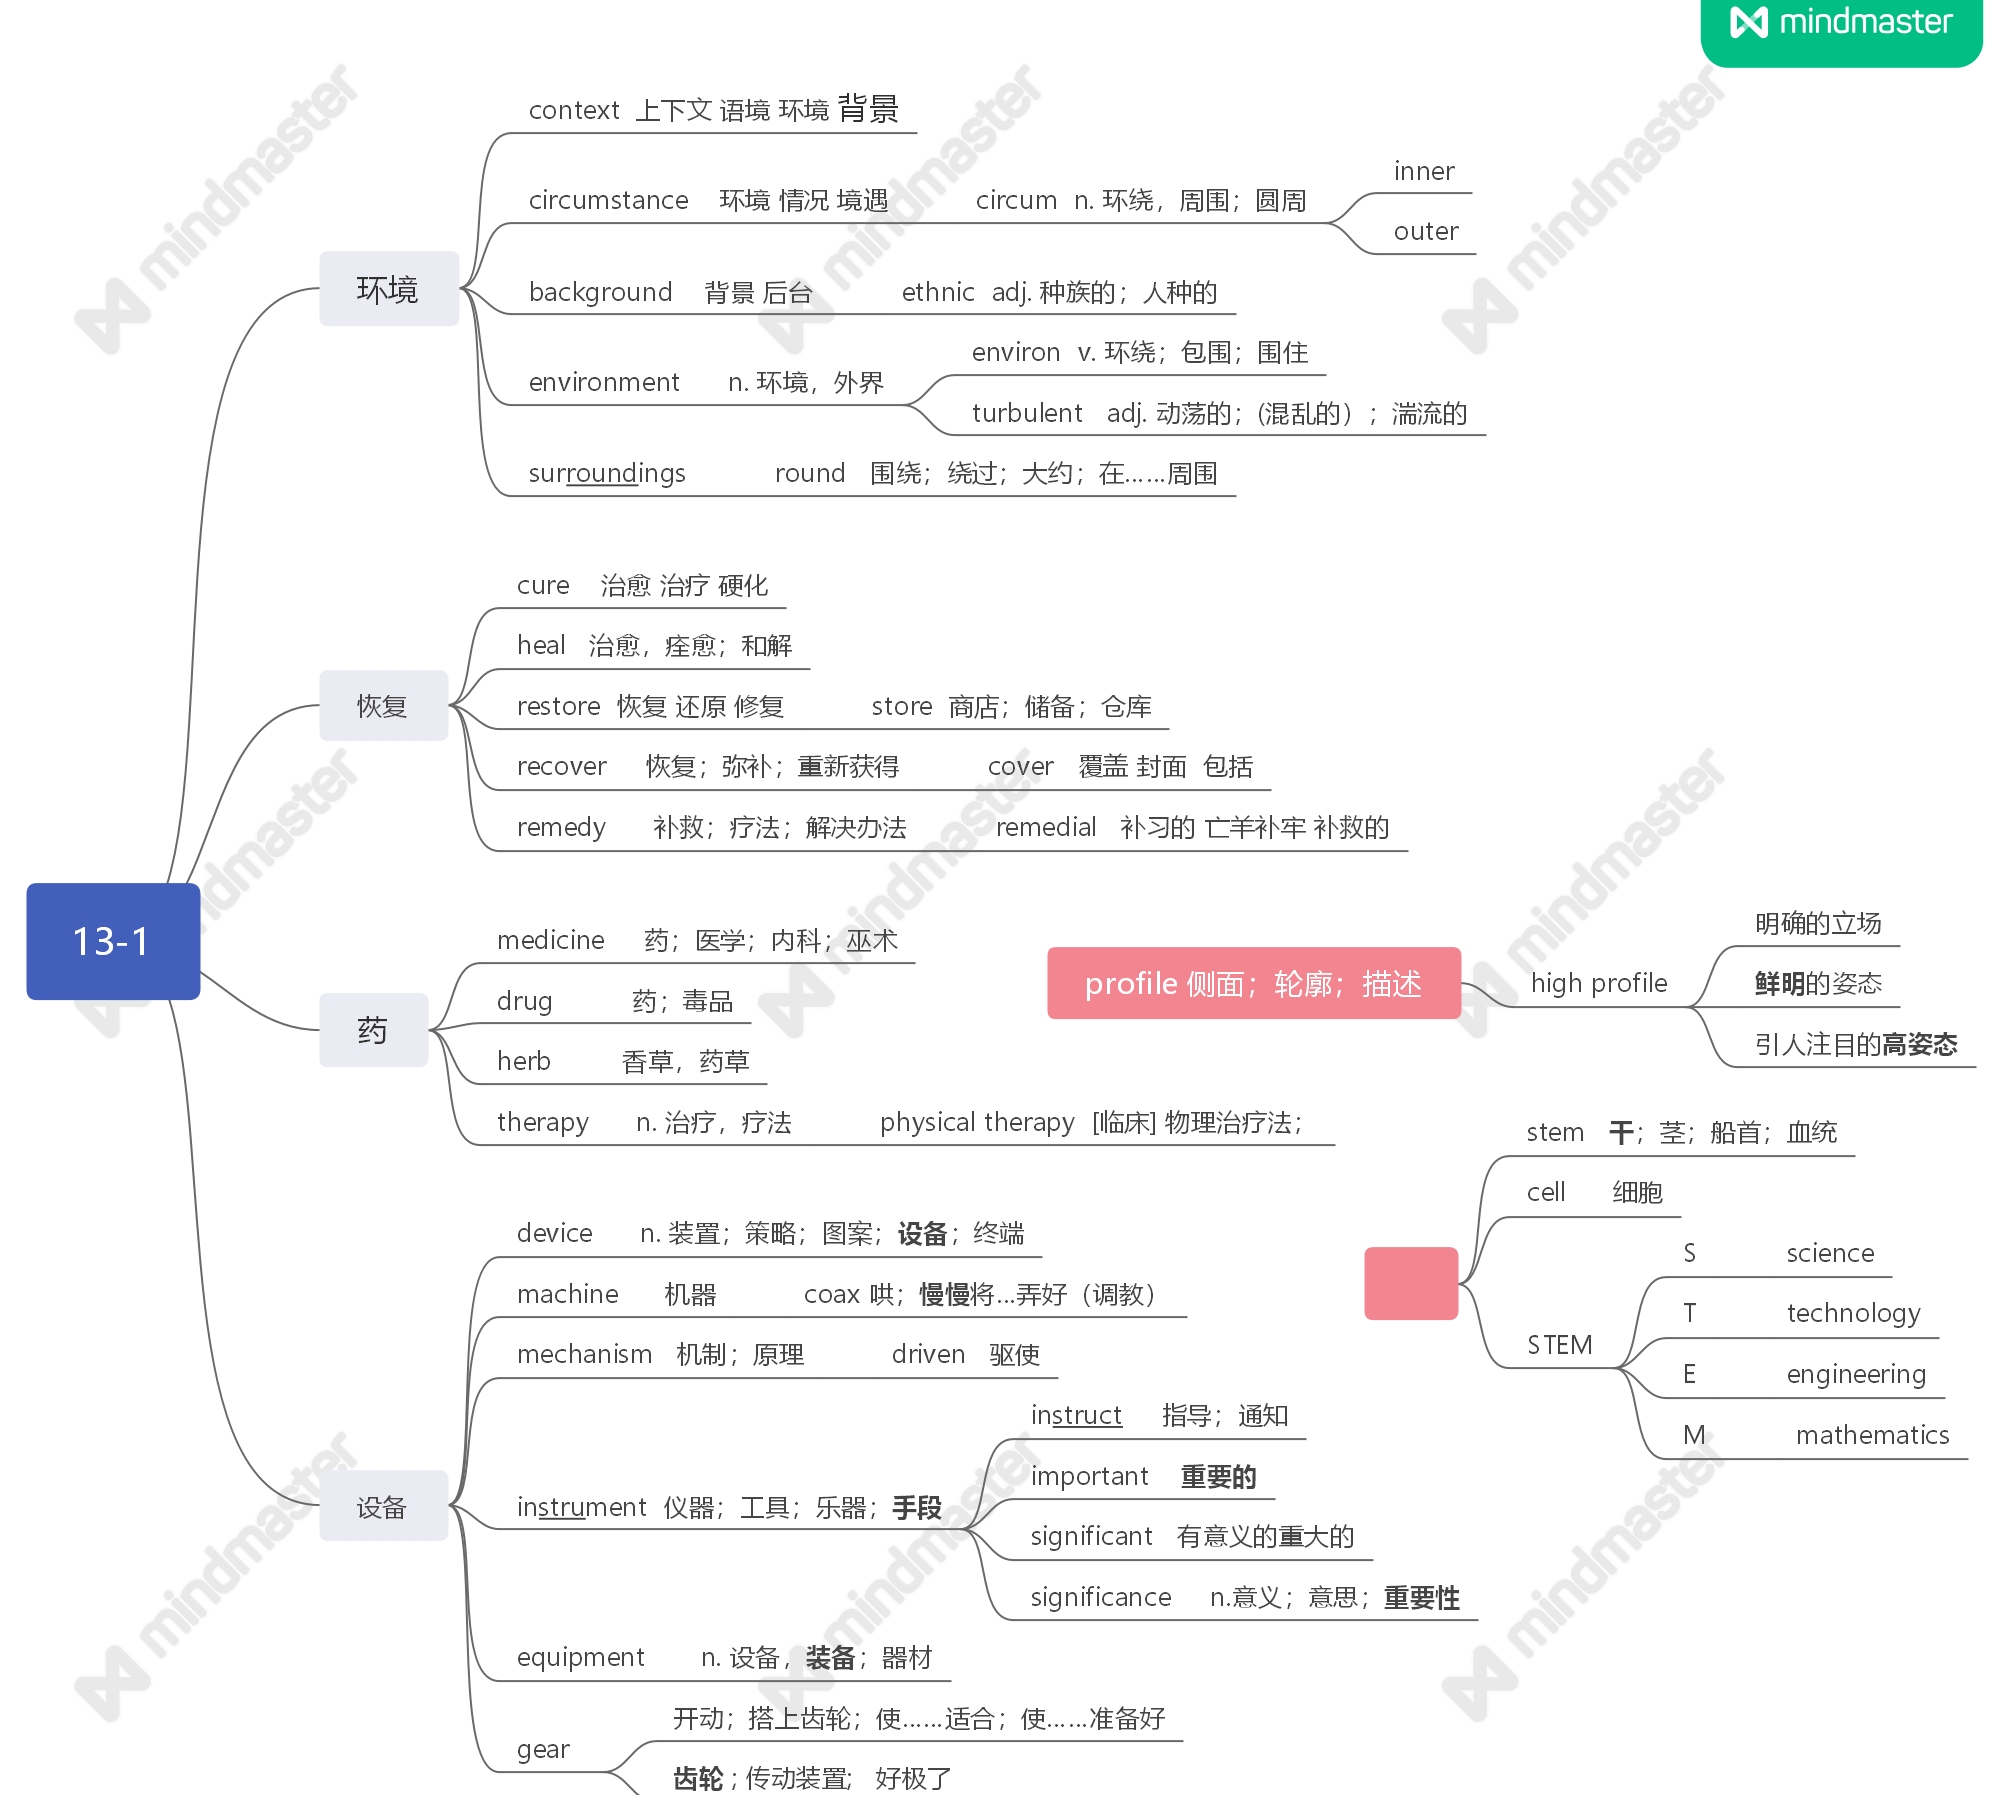 mindmaster
13-1
环境
context 上下文 语境 环境 背景
circumstance 环境 情况 境遇 circum n. 环绕，周围；圆周
inner
outer
background 背景 后台 ethnic adj. 种族的；人种的
environment n. 环境，外界
environ v. 环绕；包围；围住
turbulent adj. 动荡的；(混乱的）；湍流的
surroundings round 围绕；绕过；大约；在……周围
恢复
cure 治愈 治疗 硬化
heal 治愈，痊愈；和解
restore 恢复 还原 修复 store 商店；储备；仓库
recover 恢复；弥补；重新获得 cover 覆盖 封面 包括
remedy 补救；疗法；解决办法 remedial 补习的 亡羊补牢 补救的
药
medicine 药；医学；内科；巫术
drug 药；毒品
herb 香草，药草
therapy n. 治疗，疗法 physical therapy [临床] 物理治疗法；
设备
device n. 装置；策略；图案；设备；终端
machine 机器 coax 哄；慢慢将...弄好（调教）
mechanism 机制；原理 driven 驱使
instrument 仪器；工具；乐器；手段
instruct 指导；通知
important 重要的
significant 有意义的重大的
significance n.意义；意思；重要性
equipment n. 设备，装备；器材
gear
开动；搭上齿轮；使……适合；使……准备好
齿轮；传动装置； 好极了
profile 侧面；轮廓；描述
high profile
明确的立场
鲜明的姿态
引人注目的高姿态
stem 干；茎；船首；血统
cell 细胞
STEM
S science
T technology
E engineering
M mathematics